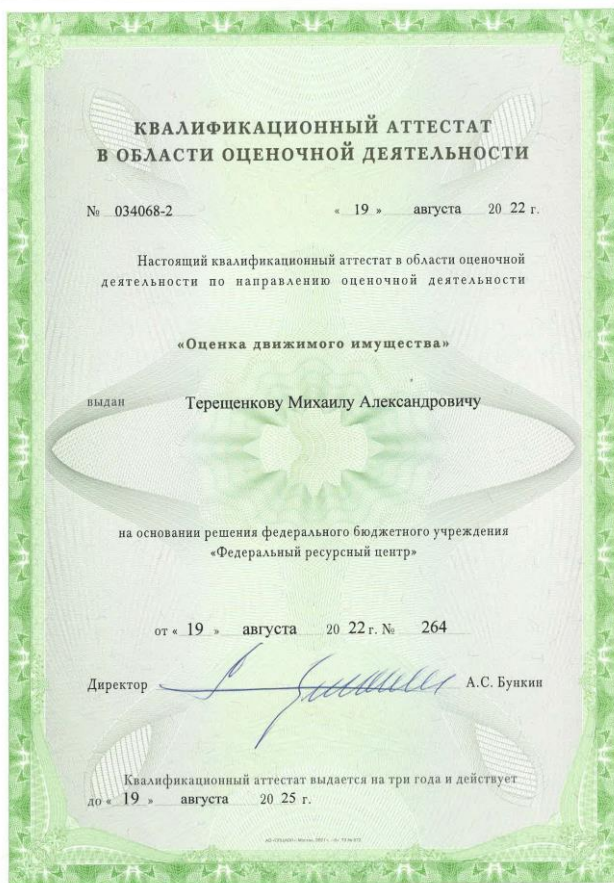 КВАЛИФИКАЦИОННЫЙ АТТЕСТАТ
В ОБЛАСТИ ОЦЕНОЧНОЙ ДЕЯТЕЛЬНОСТИ
№ 034068-2 « 19 » августа 20 22 г.
Настоящий квалификационный аттестат в области оценочной
деятельности по направлению оценочной деятельности
«Оценка движимого имущества»
выдан Терещенкову Михаилу Александровичу
на основании решения федерального бюджетного учреждения
«Федеральный ресурсный центр»
от « 19 » августа 20 22 г. № 264
Директор А.С. Бункин
Квалификационный аттестат выдается на три года и действует
до « 19 » августа 20 25 г.